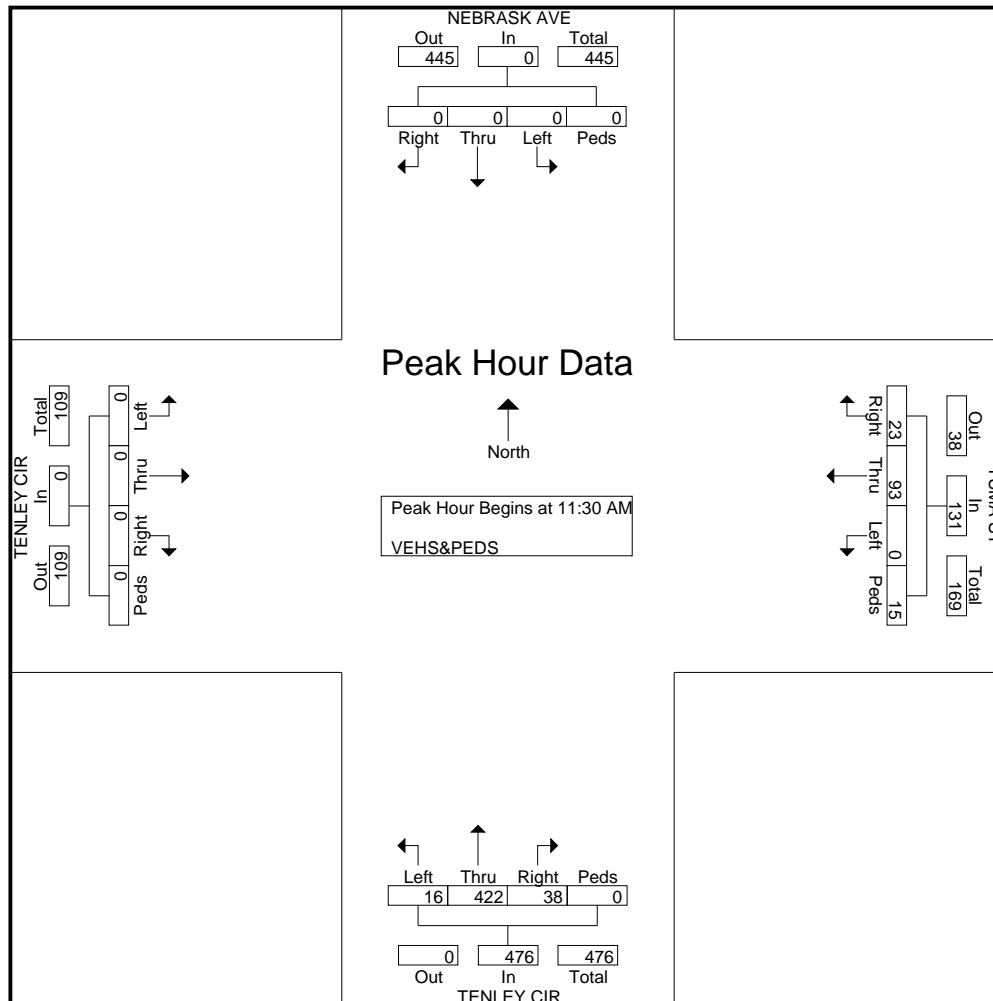 NEBRASK AVE
Out In Total
445 0 445
0 0 0 0
Right Thru Left Peds
Peak Hour Data
North
Peak Hour Begins at 11:30 AM
VEHS&PEDS
TENLEY CIR
Out In Total
109 0 109
0 0 0 0
Peds Right Thru Left
Out In Total
38 131 169
23 93 0 15
Right Thru Left Peds
Left Thru Right Peds
16 422 38 0
0 476 476
Out In Total
TENLEY CIR